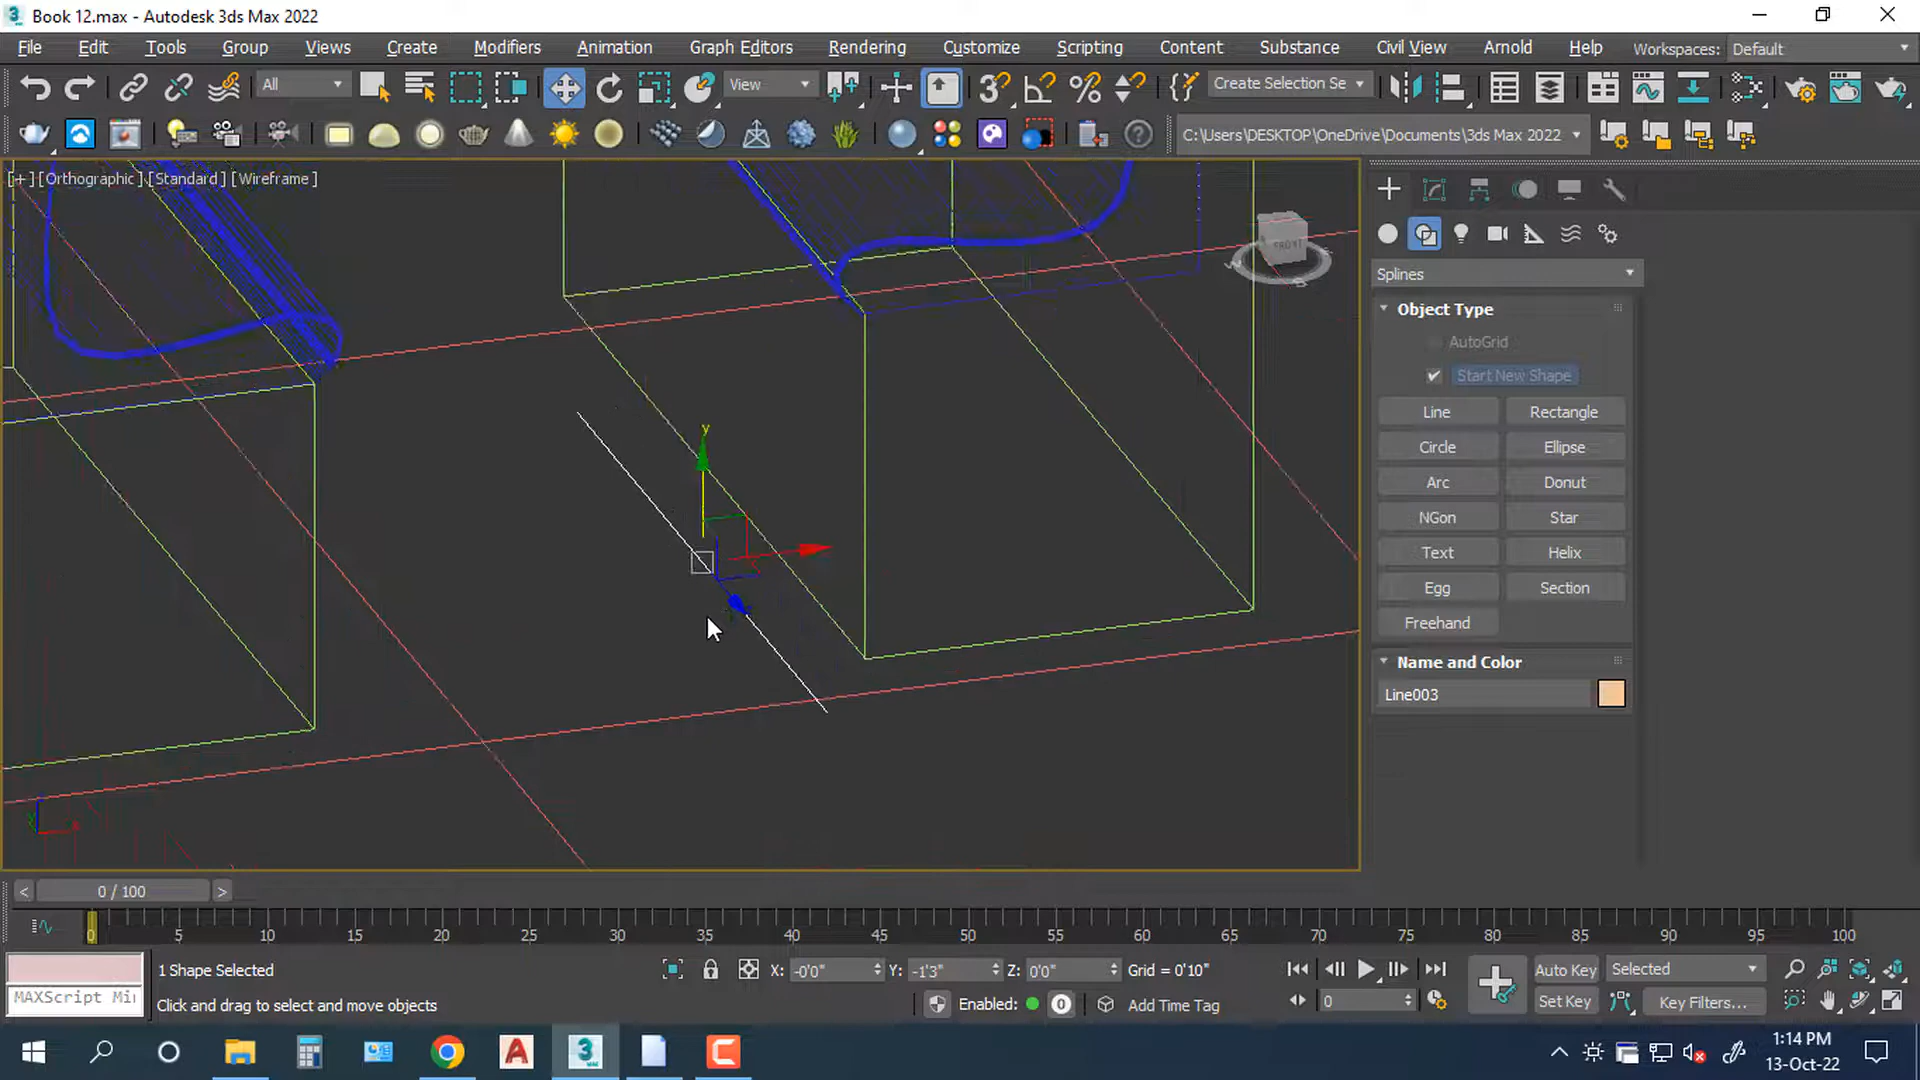 Book 12.max - Autodesk 3ds Max 2022
File Edit Tools Group Views Create Modifiers Animation Graph Editors Rendering Customize Scripting Content Substance Civil View Arnold Help Workspaces: Default
All View Create Selection Se
C:\Users\DESKTOP\OneDrive\Documents\3ds Max 2022
[+] [Orthographic] [Standard] [Wireframe]
FRONT
y
Splines
Object Type
AutoGrid
Start New Shape
Line Rectangle
Circle Ellipse
Arc Donut
NGon Star
Text Helix
Egg Section
Freehand
Name and Color
Line003
< 0 / 100 >
0 5 10 15 20 25 30 35 40 45 50 55 60 65 70 75 80 85 90 95 100
1 Shape Selected X: -0'0" Y: -1'3" Z: 0'0" Grid = 0'10" Auto Key Selected
MAXScript Mi Click and drag to select and move objects Enabled: 0 Add Time Tag 0 Set Key Key Filters...
1:14 PM
13-Oct-22